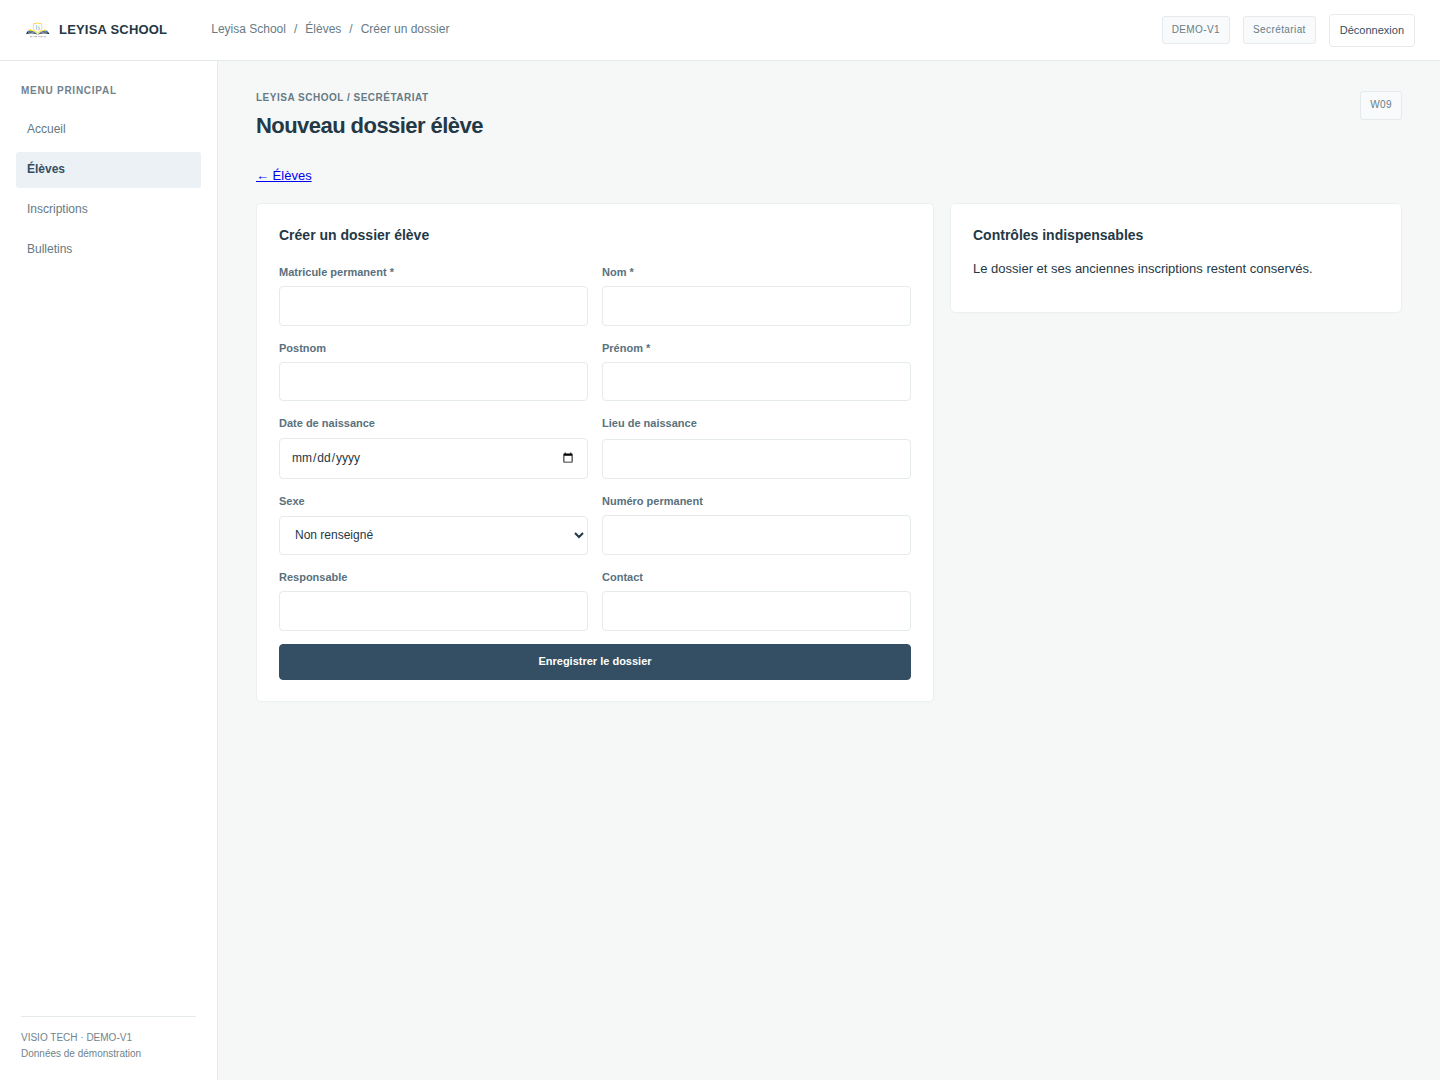 LEYISA SCHOOL
Leyisa School / Élèves / Créer un dossier
DEMO-V1
Secrétariat
Déconnexion
MENU PRINCIPAL
Accueil
Élèves
Inscriptions
Bulletins
LEYISA SCHOOL / SECRÉTARIAT
W09
Nouveau dossier élève
← Élèves
Créer un dossier élève
Matricule permanent *
Nom *
Postnom
Prénom *
Date de naissance
Lieu de naissance
mm/dd/yyyy
Sexe
Numéro permanent
Non renseigné
Responsable
Contact
Enregistrer le dossier
Contrôles indispensables
Le dossier et ses anciennes inscriptions restent conservés.
VISIO TECH · DEMO-V1
Données de démonstration